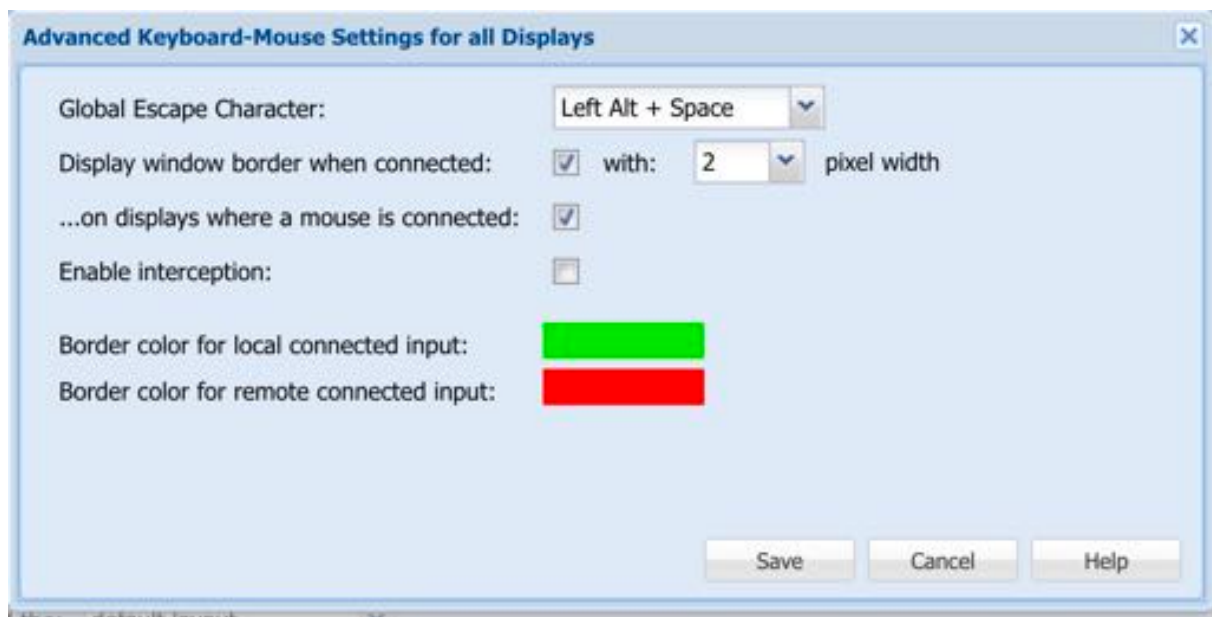 Advanced Keyboard-Mouse Settings for all Displays
Global Escape Character: Left Alt + Space
Display window border when connected: with: 2 pixel width
...on displays where a mouse is connected:
Enable interception:
Border color for local connected input:
Border color for remote connected input:
Save Cancel Help